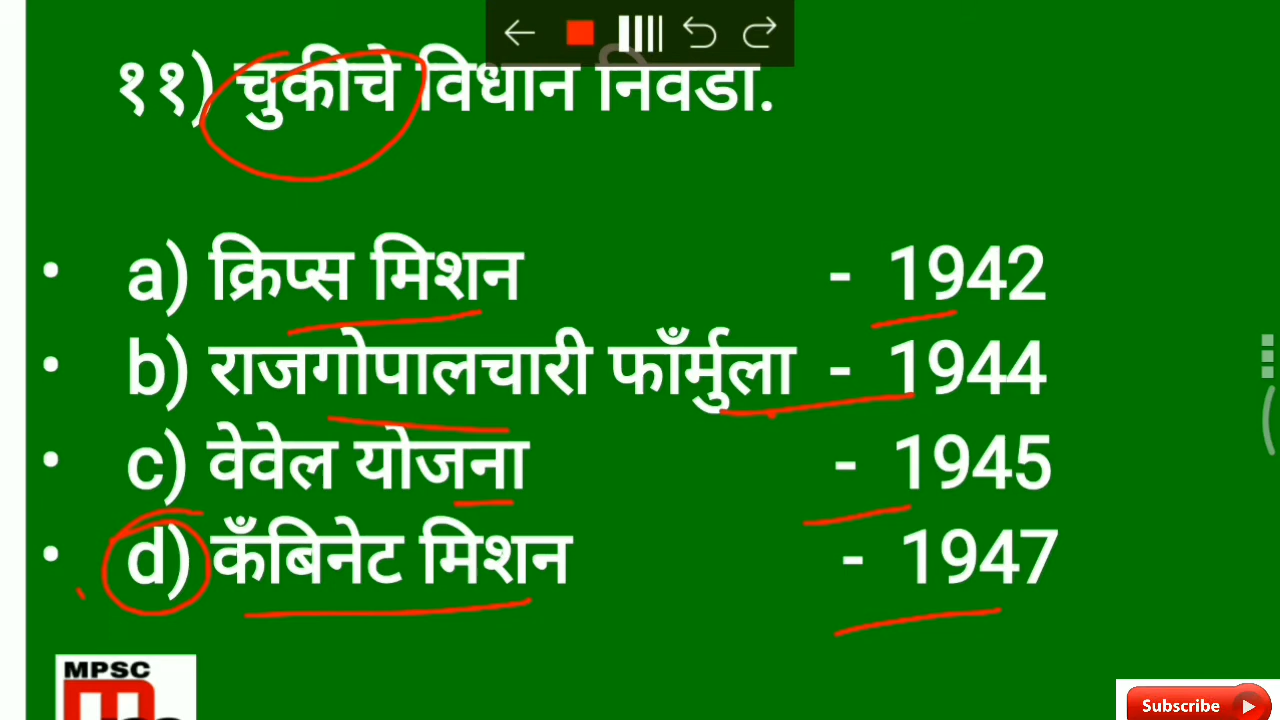 ११) चुकीचे विधान निवडा.
• a) क्रिप्स मिशन - 1942
• b) राजगोपालचारी फाँर्मुला - 1944
• c) वेवेल योजना - 1945
• d) कँबिनेट मिशन - 1947
MPSC
Subscribe